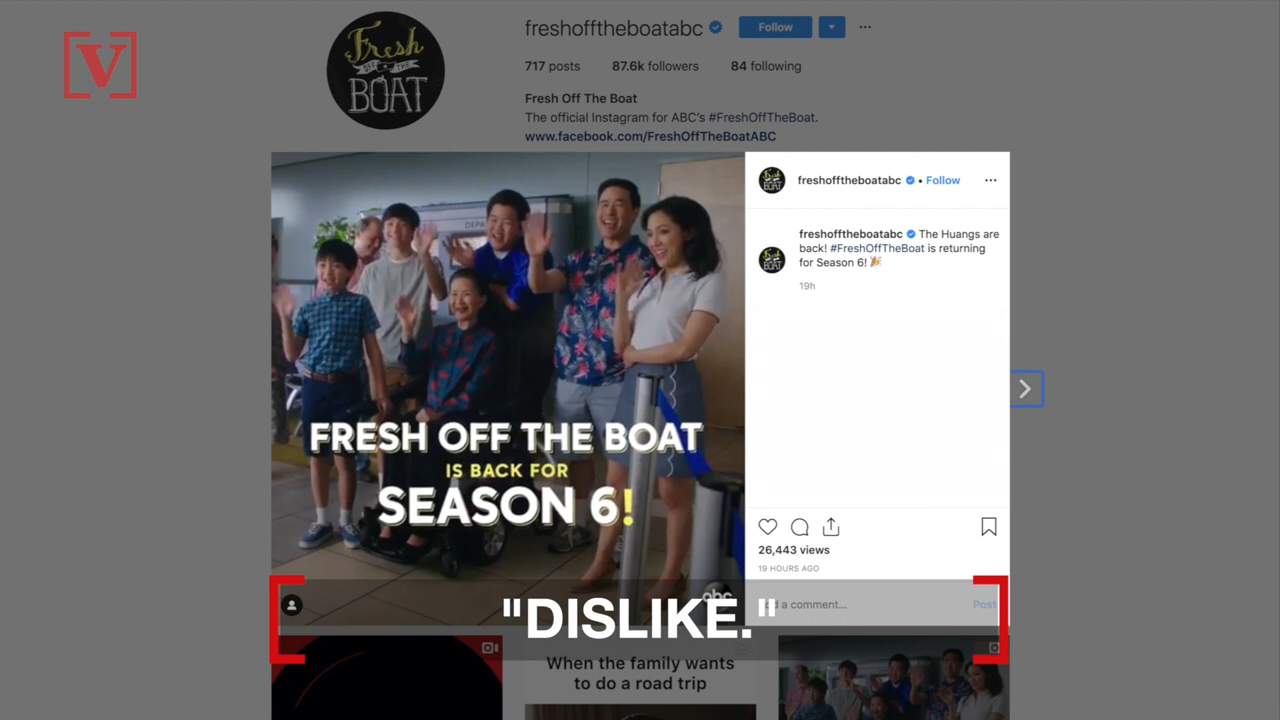 V
Fresh
OFF THE
BOAT
freshofftheboatabc
Follow
717 posts 87.6k followers 84 following
Fresh Off The Boat
The official Instagram for ABC's #FreshOffTheBoat.
www.facebook.com/FreshOffTheBoatABC
FRESH OFF THE BOAT
IS BACK FOR
SEASON 6!
abc
freshofftheboatabc • Follow
freshofftheboatabc The Huangs are
back! #FreshOffTheBoat is returning
for Season 6!
19h
26,443 views
19 HOURS AGO
a comment... Post
"DISLIKE."
When the family wants
to do a road trip